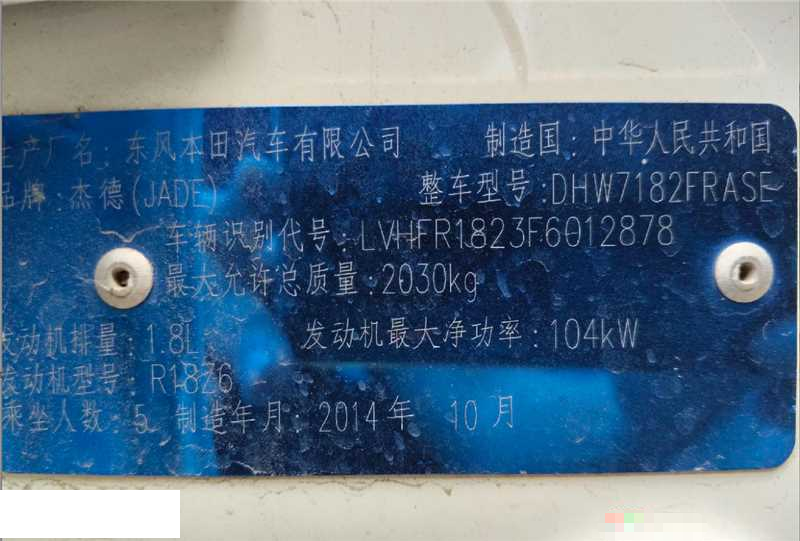 生产厂名：东风本田汽车有限公司 制造国：中华人民共和国
品牌：杰德(JADE) 整车型号：DHW7182FRASE
车辆识别代号：LVHFR1823F6012878
最大允许总质量：2030kg
发动机排量：1.8L 发动机最大净功率：104kW
发动机型号：R18Z6
乘坐人数：5 制造年月：2014年 10月